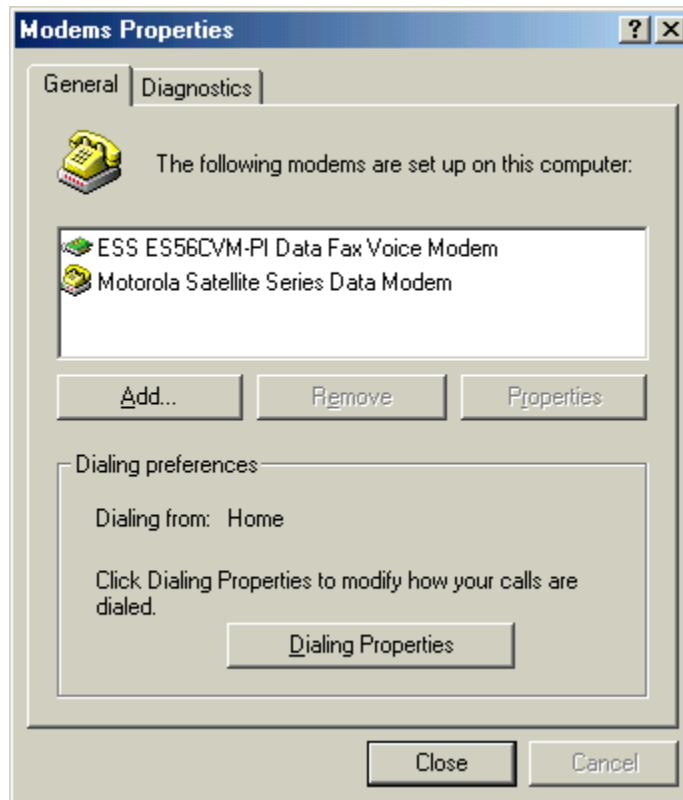 Modems Properties
General Diagnostics
The following modems are set up on this computer:
ESS ES56CVM-PI Data Fax Voice Modem
Motorola Satellite Series Data Modem
Add... Remove Properties
Dialing preferences
Dialing from: Home
Click Dialing Properties to modify how your calls are
dialed.
Dialing Properties
Close Cancel